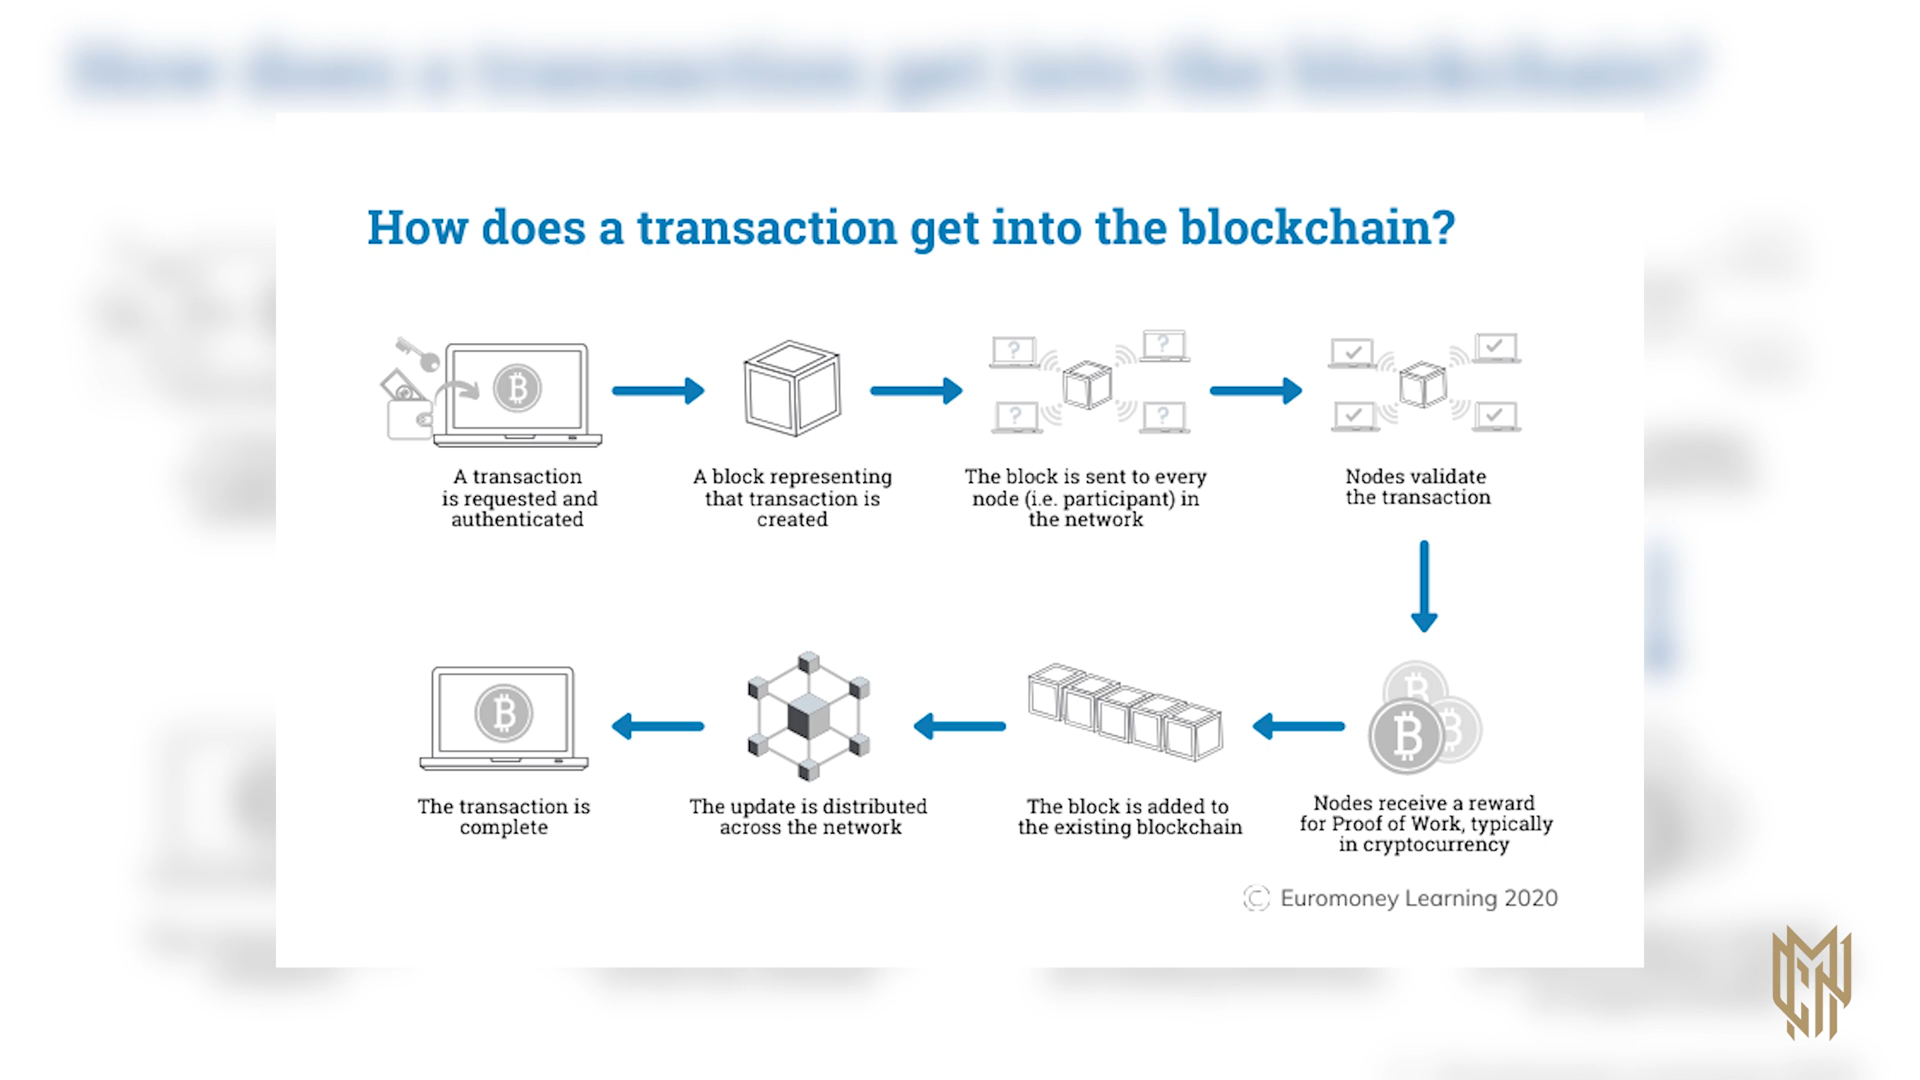 How does a transaction get into the blockchain?
A transaction
is requested and
authenticated
A block representing
that transaction is
created
The block is sent to every
node (i.e. participant) in
the network
Nodes validate
the transaction
The transaction is
complete
The update is distributed
across the network
The block is added to
the existing blockchain
Nodes receive a reward
for Proof of Work, typically
in cryptocurrency
© Euromoney Learning 2020